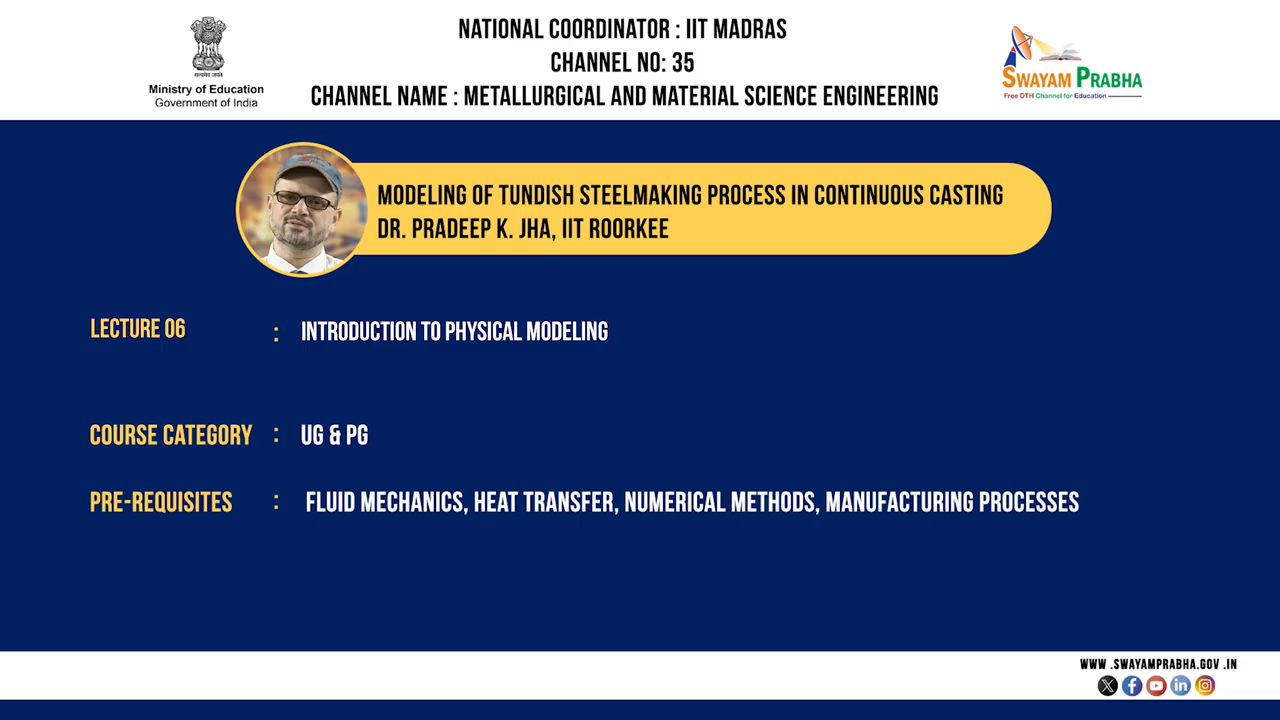 NATIONAL COORDINATOR : IIT MADRAS
CHANNEL NO: 35
CHANNEL NAME : METALLURGICAL AND MATERIAL SCIENCE ENGINEERING
सत्यमेव जयते
Ministry of Education
Government of India
SWAYAM PRABHA
Free DTH Channel for Education
MODELING OF TUNDISH STEELMAKING PROCESS IN CONTINUOUS CASTING
DR. PRADEEP K. JHA, IIT ROORKEE
LECTURE 06 : INTRODUCTION TO PHYSICAL MODELING
COURSE CATEGORY : UG & PG
PRE-REQUISITES : FLUID MECHANICS, HEAT TRANSFER, NUMERICAL METHODS, MANUFACTURING PROCESSES
WWW .SWAYAMPRABHA.GOV .IN